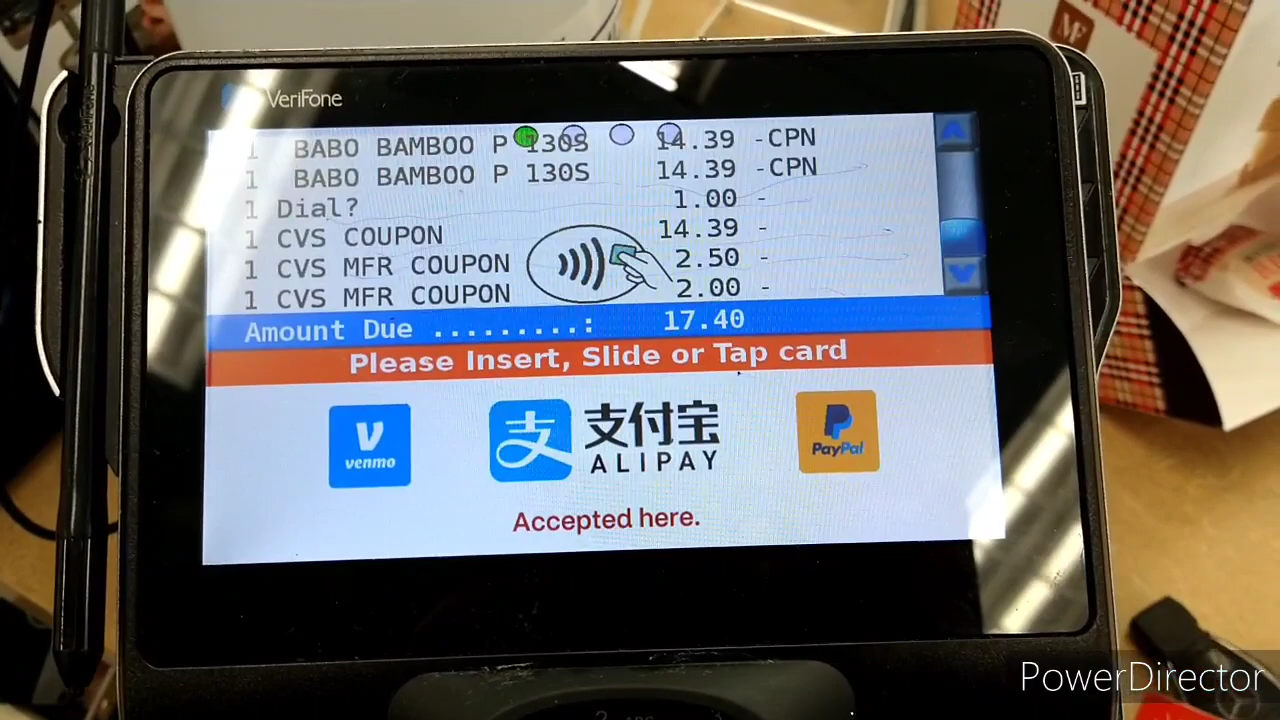 VeriFone
1 BABO BAMBOO P 130S 14.39 -CPN
1 BABO BAMBOO P 130S 14.39 -CPN
1 Dial? 1.00 -
1 CVS COUPON 14.39 -
1 CVS MFR COUPON 2.50 -
1 CVS MFR COUPON 2.00 -
Amount Due .........: 17.40
Please Insert, Slide or Tap card
V
venmo
支 支付宝
ALIPAY
P
PayPal
Accepted here.
PowerDirector